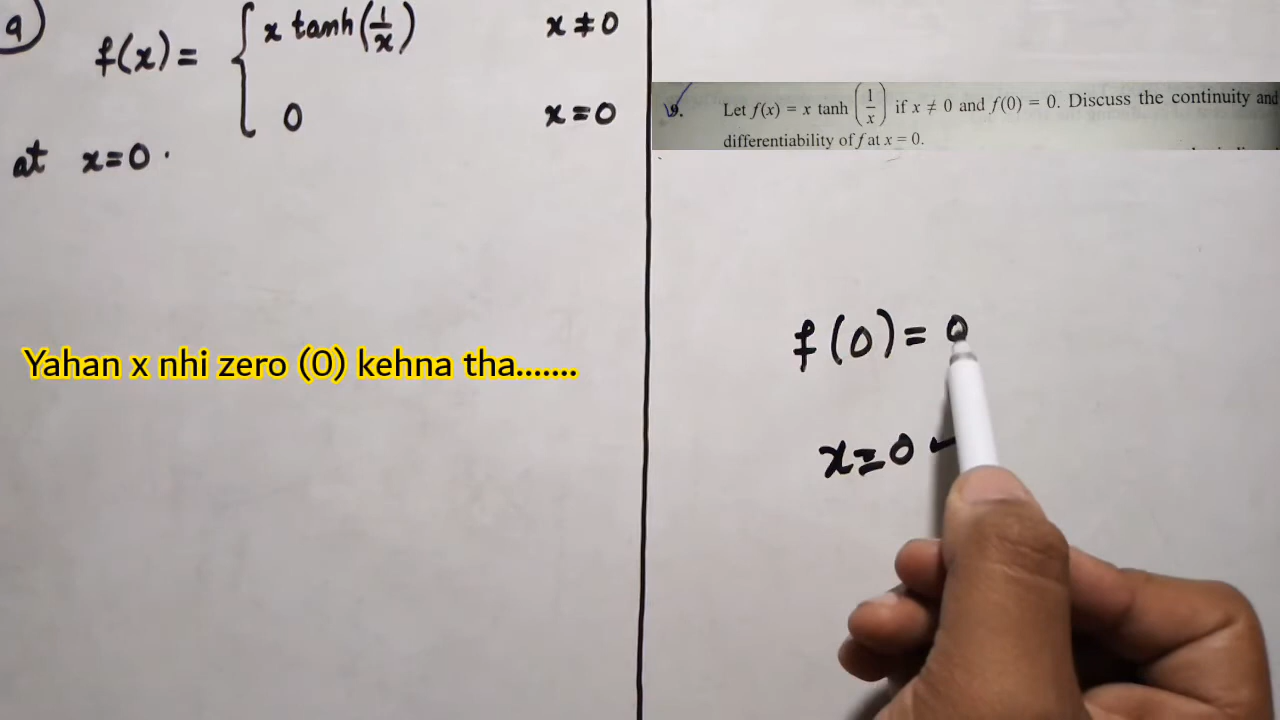 9
f(x) = { x tanh (1/x) x ≠ 0
0 x = 0
at x = 0 .
19. Let f(x) = x tanh (1/x) if x ≠ 0 and f(0) = 0. Discuss the continuity and
differentiability of f at x = 0.
Yahan x nhi zero (0) kehna tha.......
f(0) = 0
x = 0